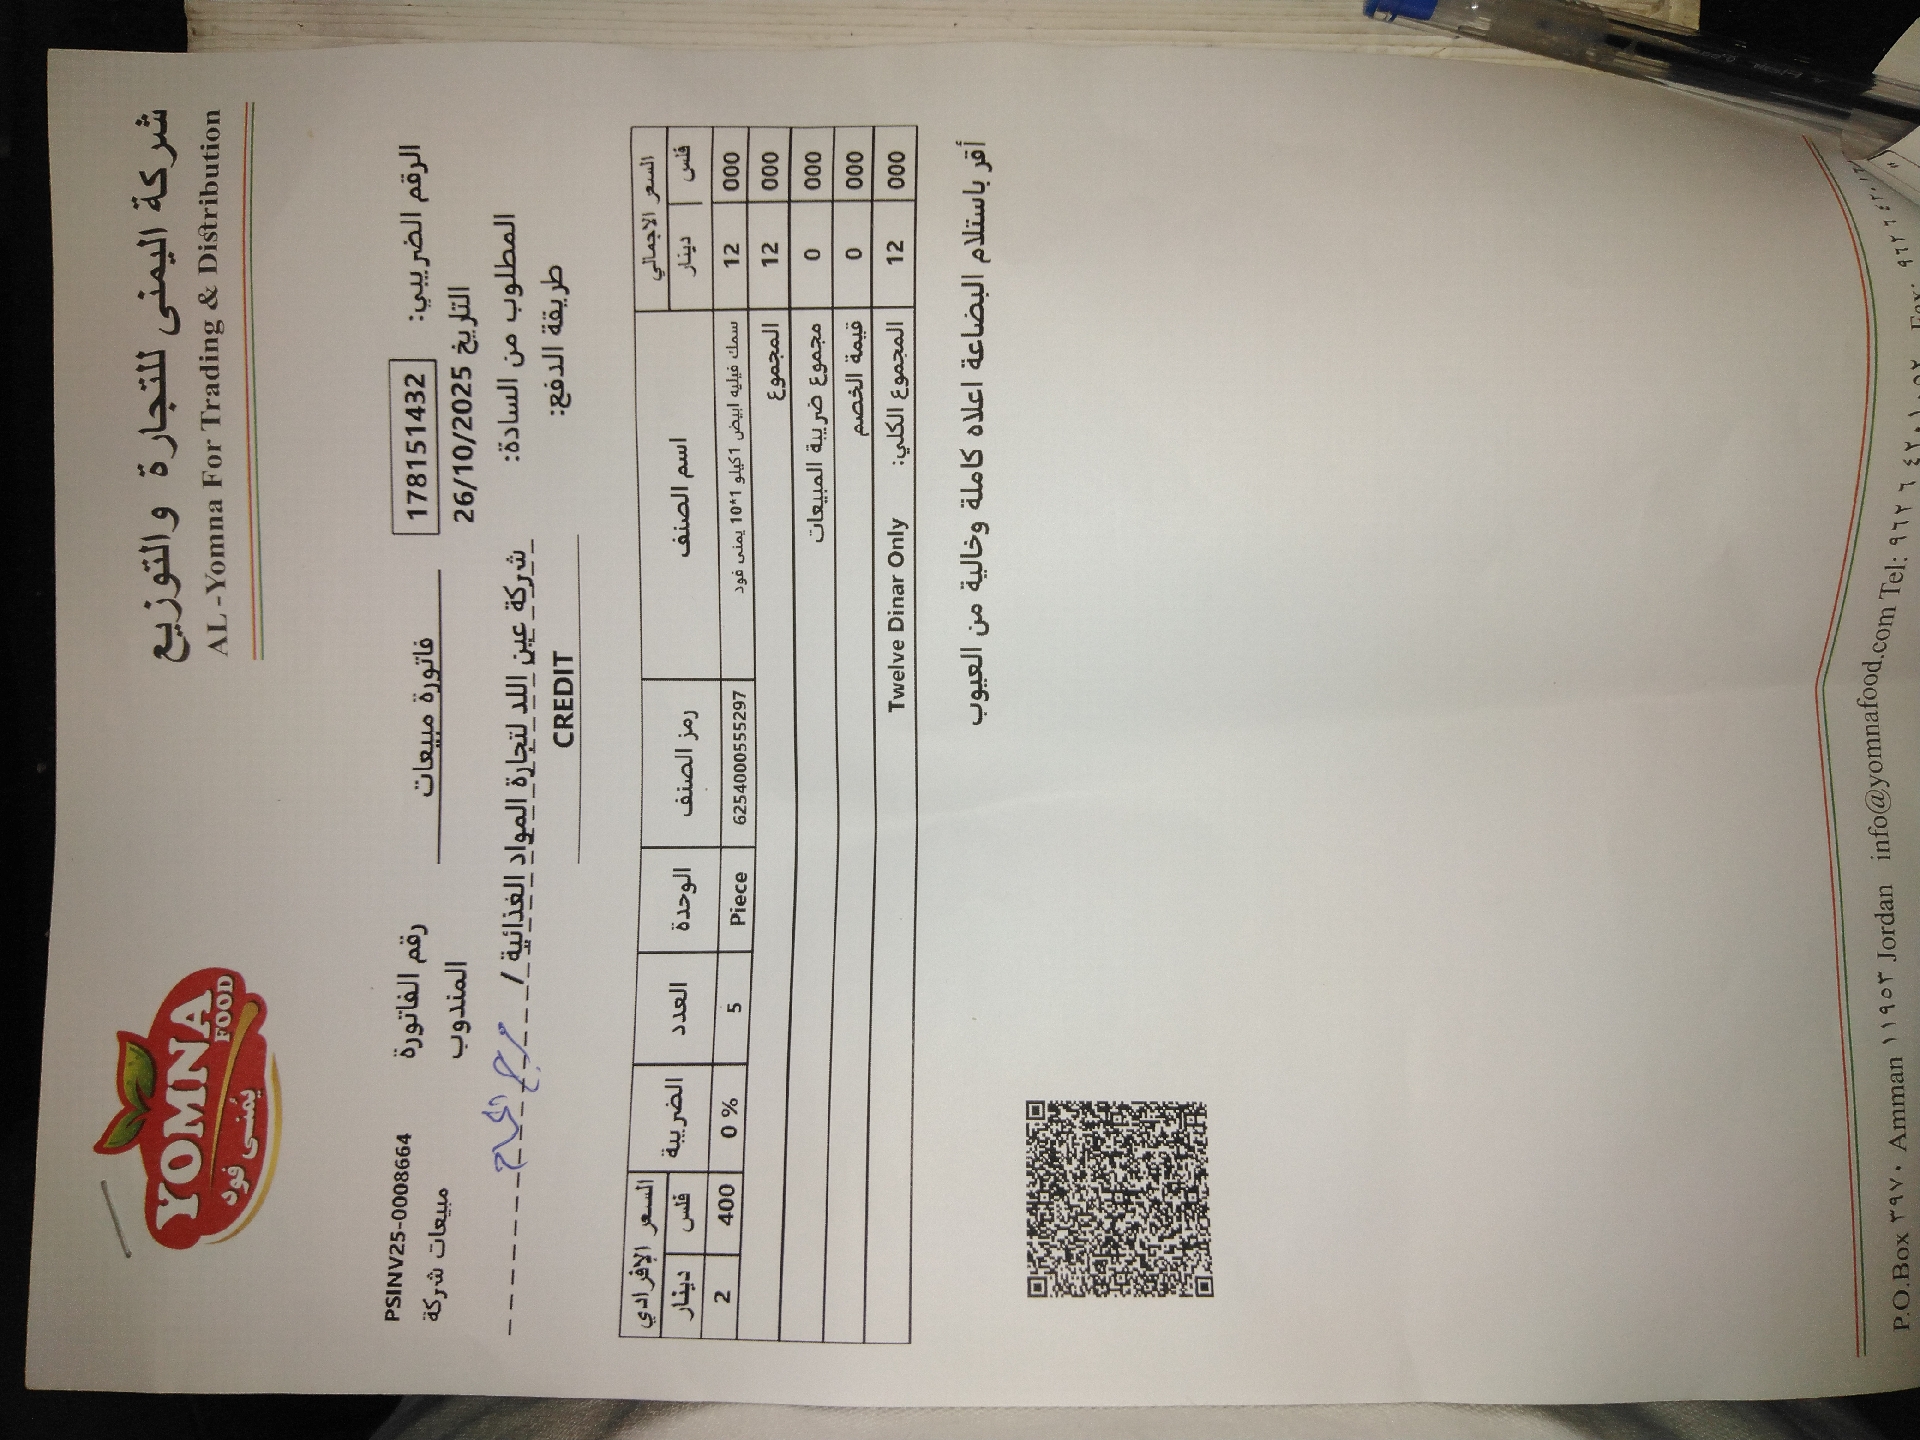 شركة اليمنى للتجارة والتوزيع
AL -Yomna For Trading & Distribution
YOMNA
FOOD
يمنى فود
الرقم الضريبي: 178151432
فاتورة مبيعات
رقم الفاتورة PSINV25-0008664
التاريخ 26/10/2025
المندوب مبيعات شركة
المطلوب من السادة: شركة عين اللد لتجارة المواد الغذائية /
طريقة الدفع: CREDIT
السعر الاجمالي اسم الصنف رمز الصنف الوحدة العدد الضريبة السعر الإفرادي
فلس دينار فلس دينار
000 12 سمك فيليه ابيض 1كيلو 1*10 يمنى فود 6254000555297 Piece 5 0 % 400 2
000 12 المجموع
000 0 مجموع ضريبة المبيعات
000 0 قيمة الخصم
000 12 المجموع الكلي: Twelve Dinar Only
أقر باستلام البضاعة اعلاه كاملة وخالية من العيوب
P.O.Box ٣٩٧٠ Amman ١١٩٥٣ Jordan info@yomnafood.com Tel: ٩٦٢ ٦ ٤٢٠١٠٥٢ Fax: